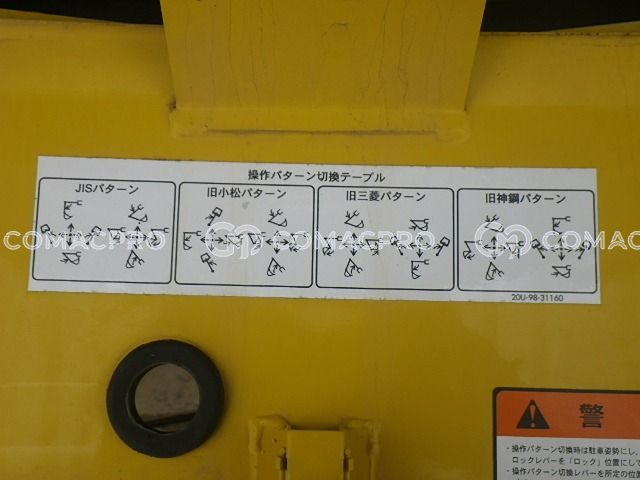 操作パターン切換テーブル
JISパターン
旧小松パターン
旧三菱パターン
旧神鋼パターン
COMACPRO
COMACPRO
COMAC
20U-98-31160
警
・操作パターン切換時は駐車姿勢にし、
ロックレバーを「ロック」位置にして
・操作パターン切換レバーを所定の位